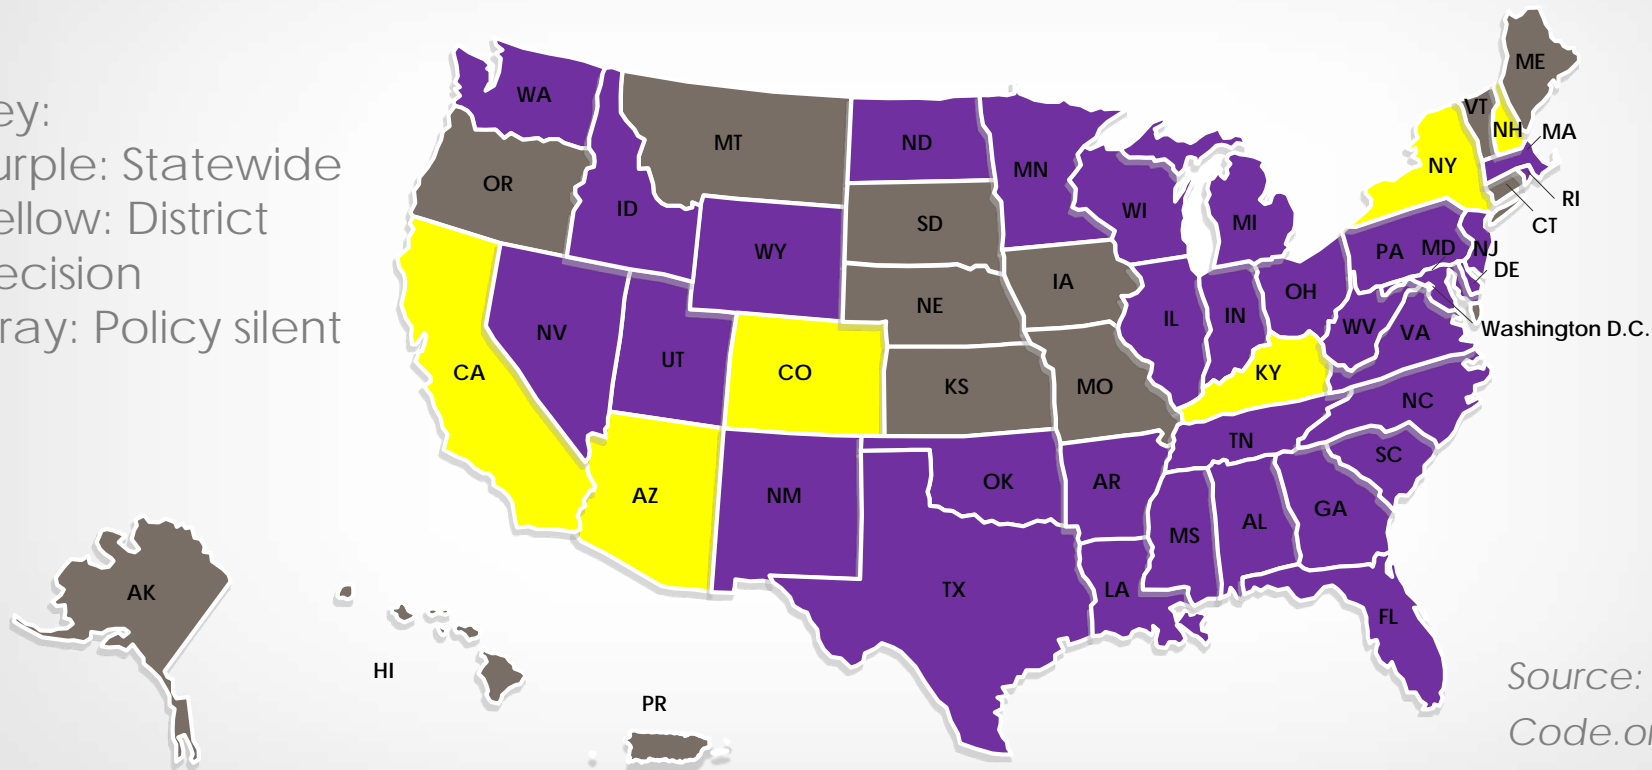 ey:
urple: Statewide
ellow: District
ecision
ray: Policy silent
WA
OR
CA
NV
ID
MT
WY
UT
CO
AZ
NM
ND
SD
NE
KS
OK
TX
MN
IA
MO
AR
LA
WI
IL
MI
IN
OH
KY
TN
MS
AL
GA
FL
SC
NC
VA
WV
PA
MD
NJ
DE
Washington D.C.
NY
VT
NH
ME
MA
RI
CT
AK
HI
PR
Source:
Code.or